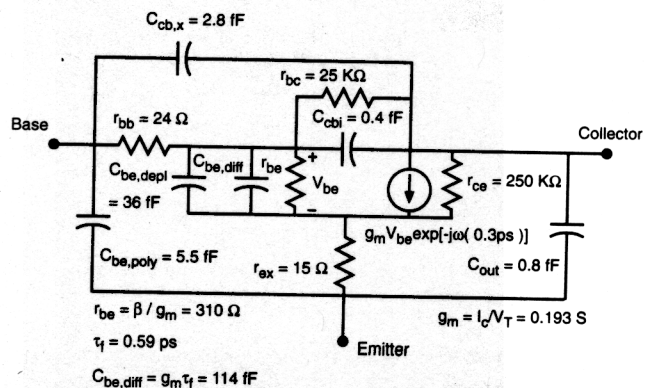 C_cb,x = 2.8 fF
r_bc = 25 KΩ
r_bb = 24 Ω
C_cbi = 0.4 fF
Base
Collector
C_be,depl
= 36 fF
C_be,diff
r_be
+
V_be
−
r_ce = 250 KΩ
g_m V_be exp[-jω( 0.3ps )]
C_be,poly = 5.5 fF
r_ex = 15 Ω
C_out = 0.8 fF
r_be = β / g_m = 310 Ω
g_m = I_c/V_T = 0.193 S
τ_f = 0.59 ps
Emitter
C_be,diff = g_m τ_f = 114 fF